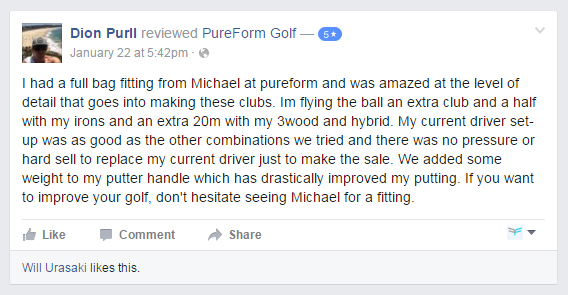 Dion Purll reviewed PureForm Golf — 5★
January 22 at 5:42pm ·
I had a full bag fitting from Michael at pureform and was amazed at the level of
detail that goes into making these clubs. Im flying the ball an extra club and a half
with my irons and an extra 20m with my 3wood and hybrid. My current driver set-
up was as good as the other combinations we tried and there was no pressure or
hard sell to replace my current driver just to make the sale. We added some
weight to my putter handle which has drastically improved my putting. If you want
to improve your golf, don't hesitate seeing Michael for a fitting.
Like Comment Share
Will Urasaki likes this.